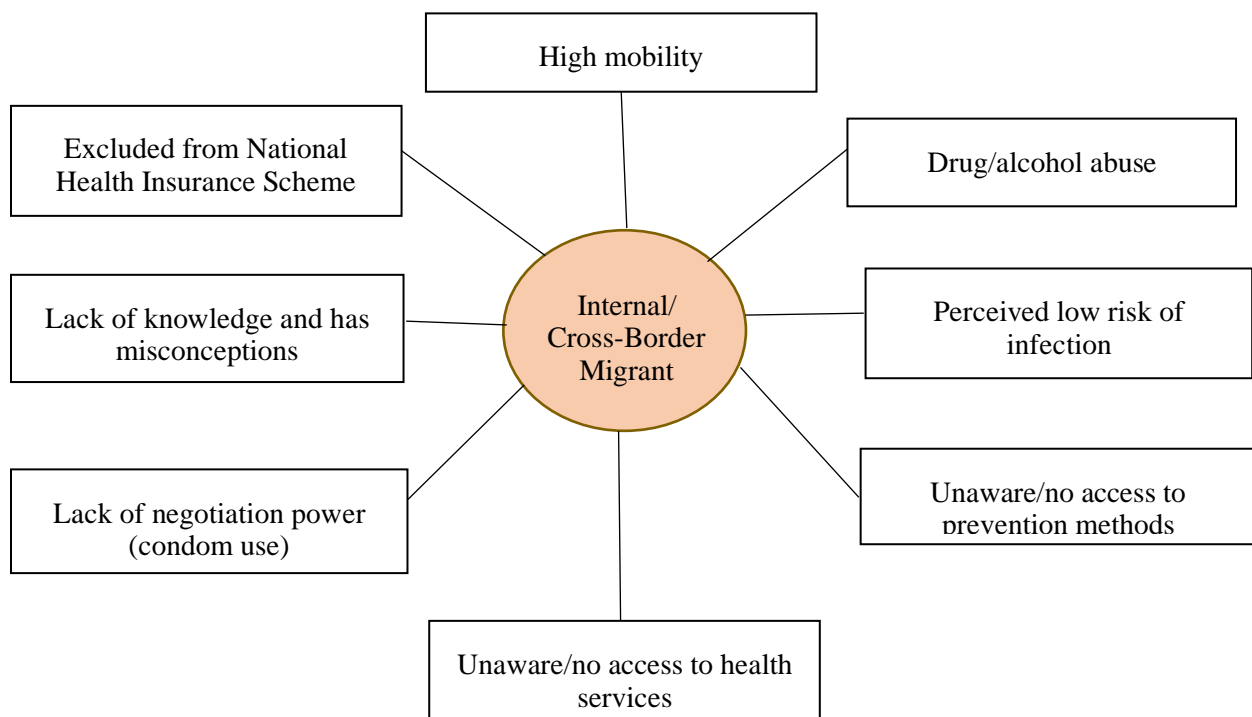 High mobility
Excluded from National
Health Insurance Scheme
Drug/alcohol abuse
Internal/
Cross-Border
Migrant
Lack of knowledge and has
misconceptions
Perceived low risk of
infection
Lack of negotiation power
(condom use)
Unaware/no access to
prevention methods
Unaware/no access to health
services